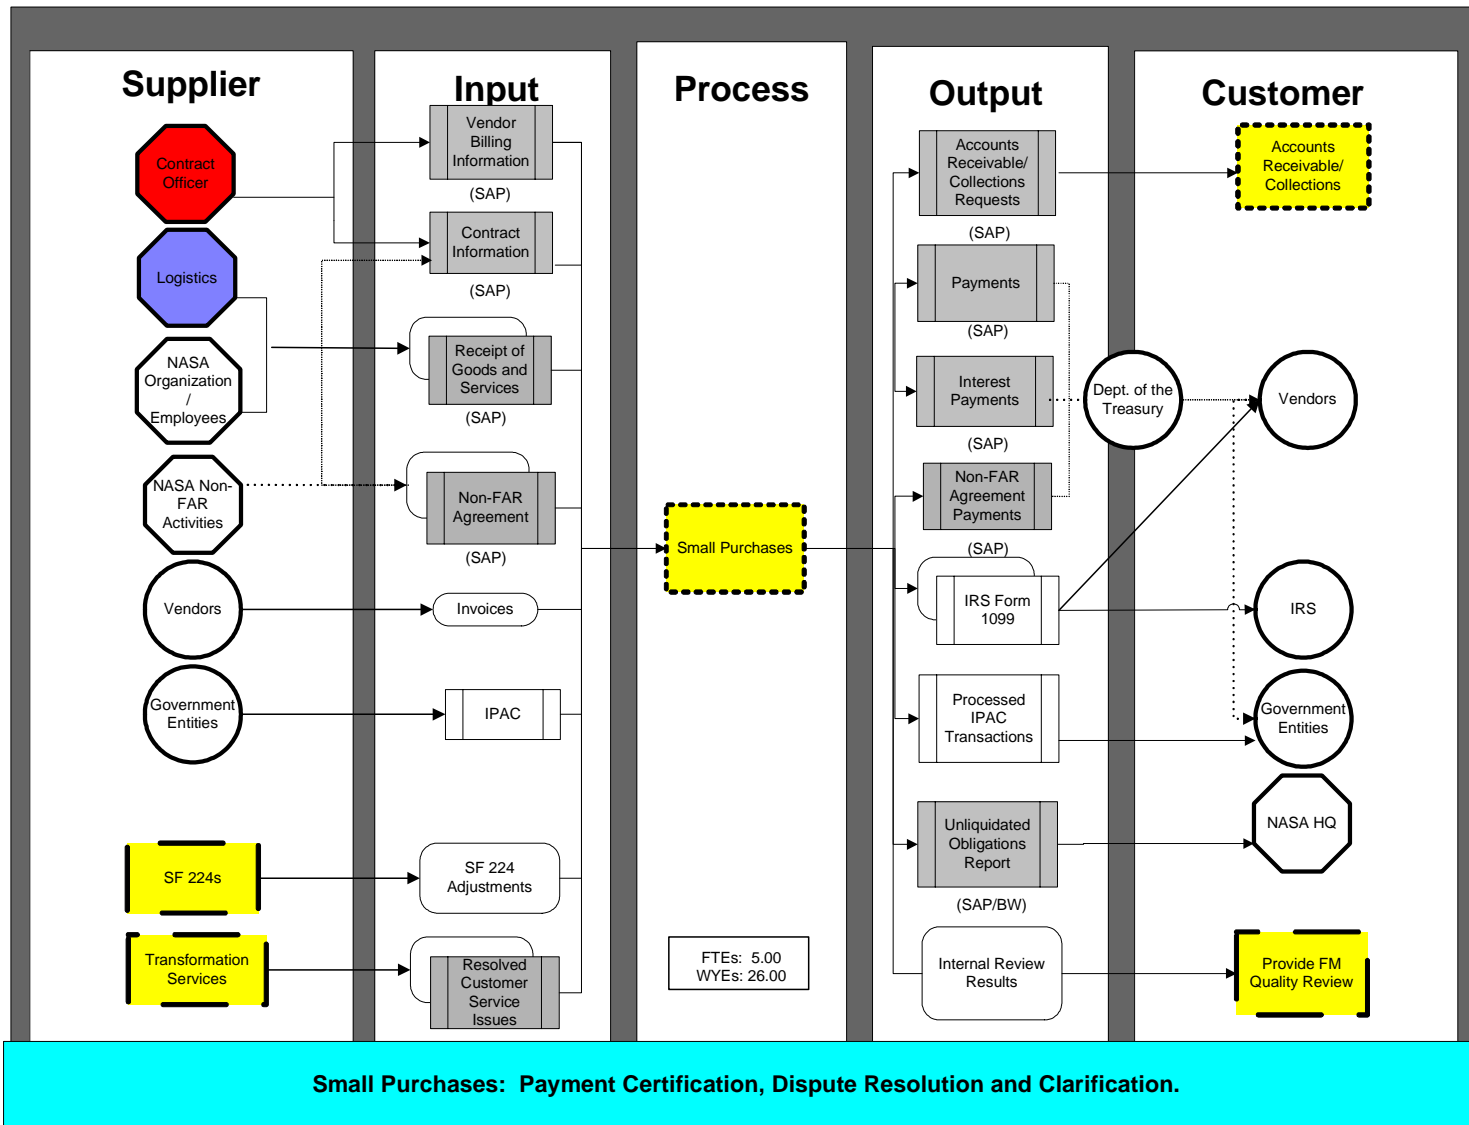 Supplier
Contract
Officer
Logistics
NASA
Organization
/
Employees
NASA Non-
FAR
Activities
Vendors
Government
Entities
SF 224s
Transformation
Services
Input
Vendor
Billing
Information
(SAP)
Contract
Information
(SAP)
Receipt of
Goods and
Services
(SAP)
Non-FAR
Agreement
(SAP)
Invoices
IPAC
SF 224
Adjustments
Resolved
Customer
Service
Issues
Process
Small Purchases
FTEs: 5.00
WYEs: 26.00
Output
Accounts
Receivable/
Collections
Requests
(SAP)
Payments
(SAP)
Interest
Payments
(SAP)
Non-FAR
Agreement
Payments
(SAP)
IRS Form
1099
Processed
IPAC
Transactions
Unliquidated
Obligations
Report
(SAP/BW)
Internal Review
Results
Dept. of the
Treasury
Customer
Accounts
Receivable/
Collections
Vendors
IRS
Government
Entities
NASA HQ
Provide FM
Quality Review
Small Purchases: Payment Certification, Dispute Resolution and Clarification.